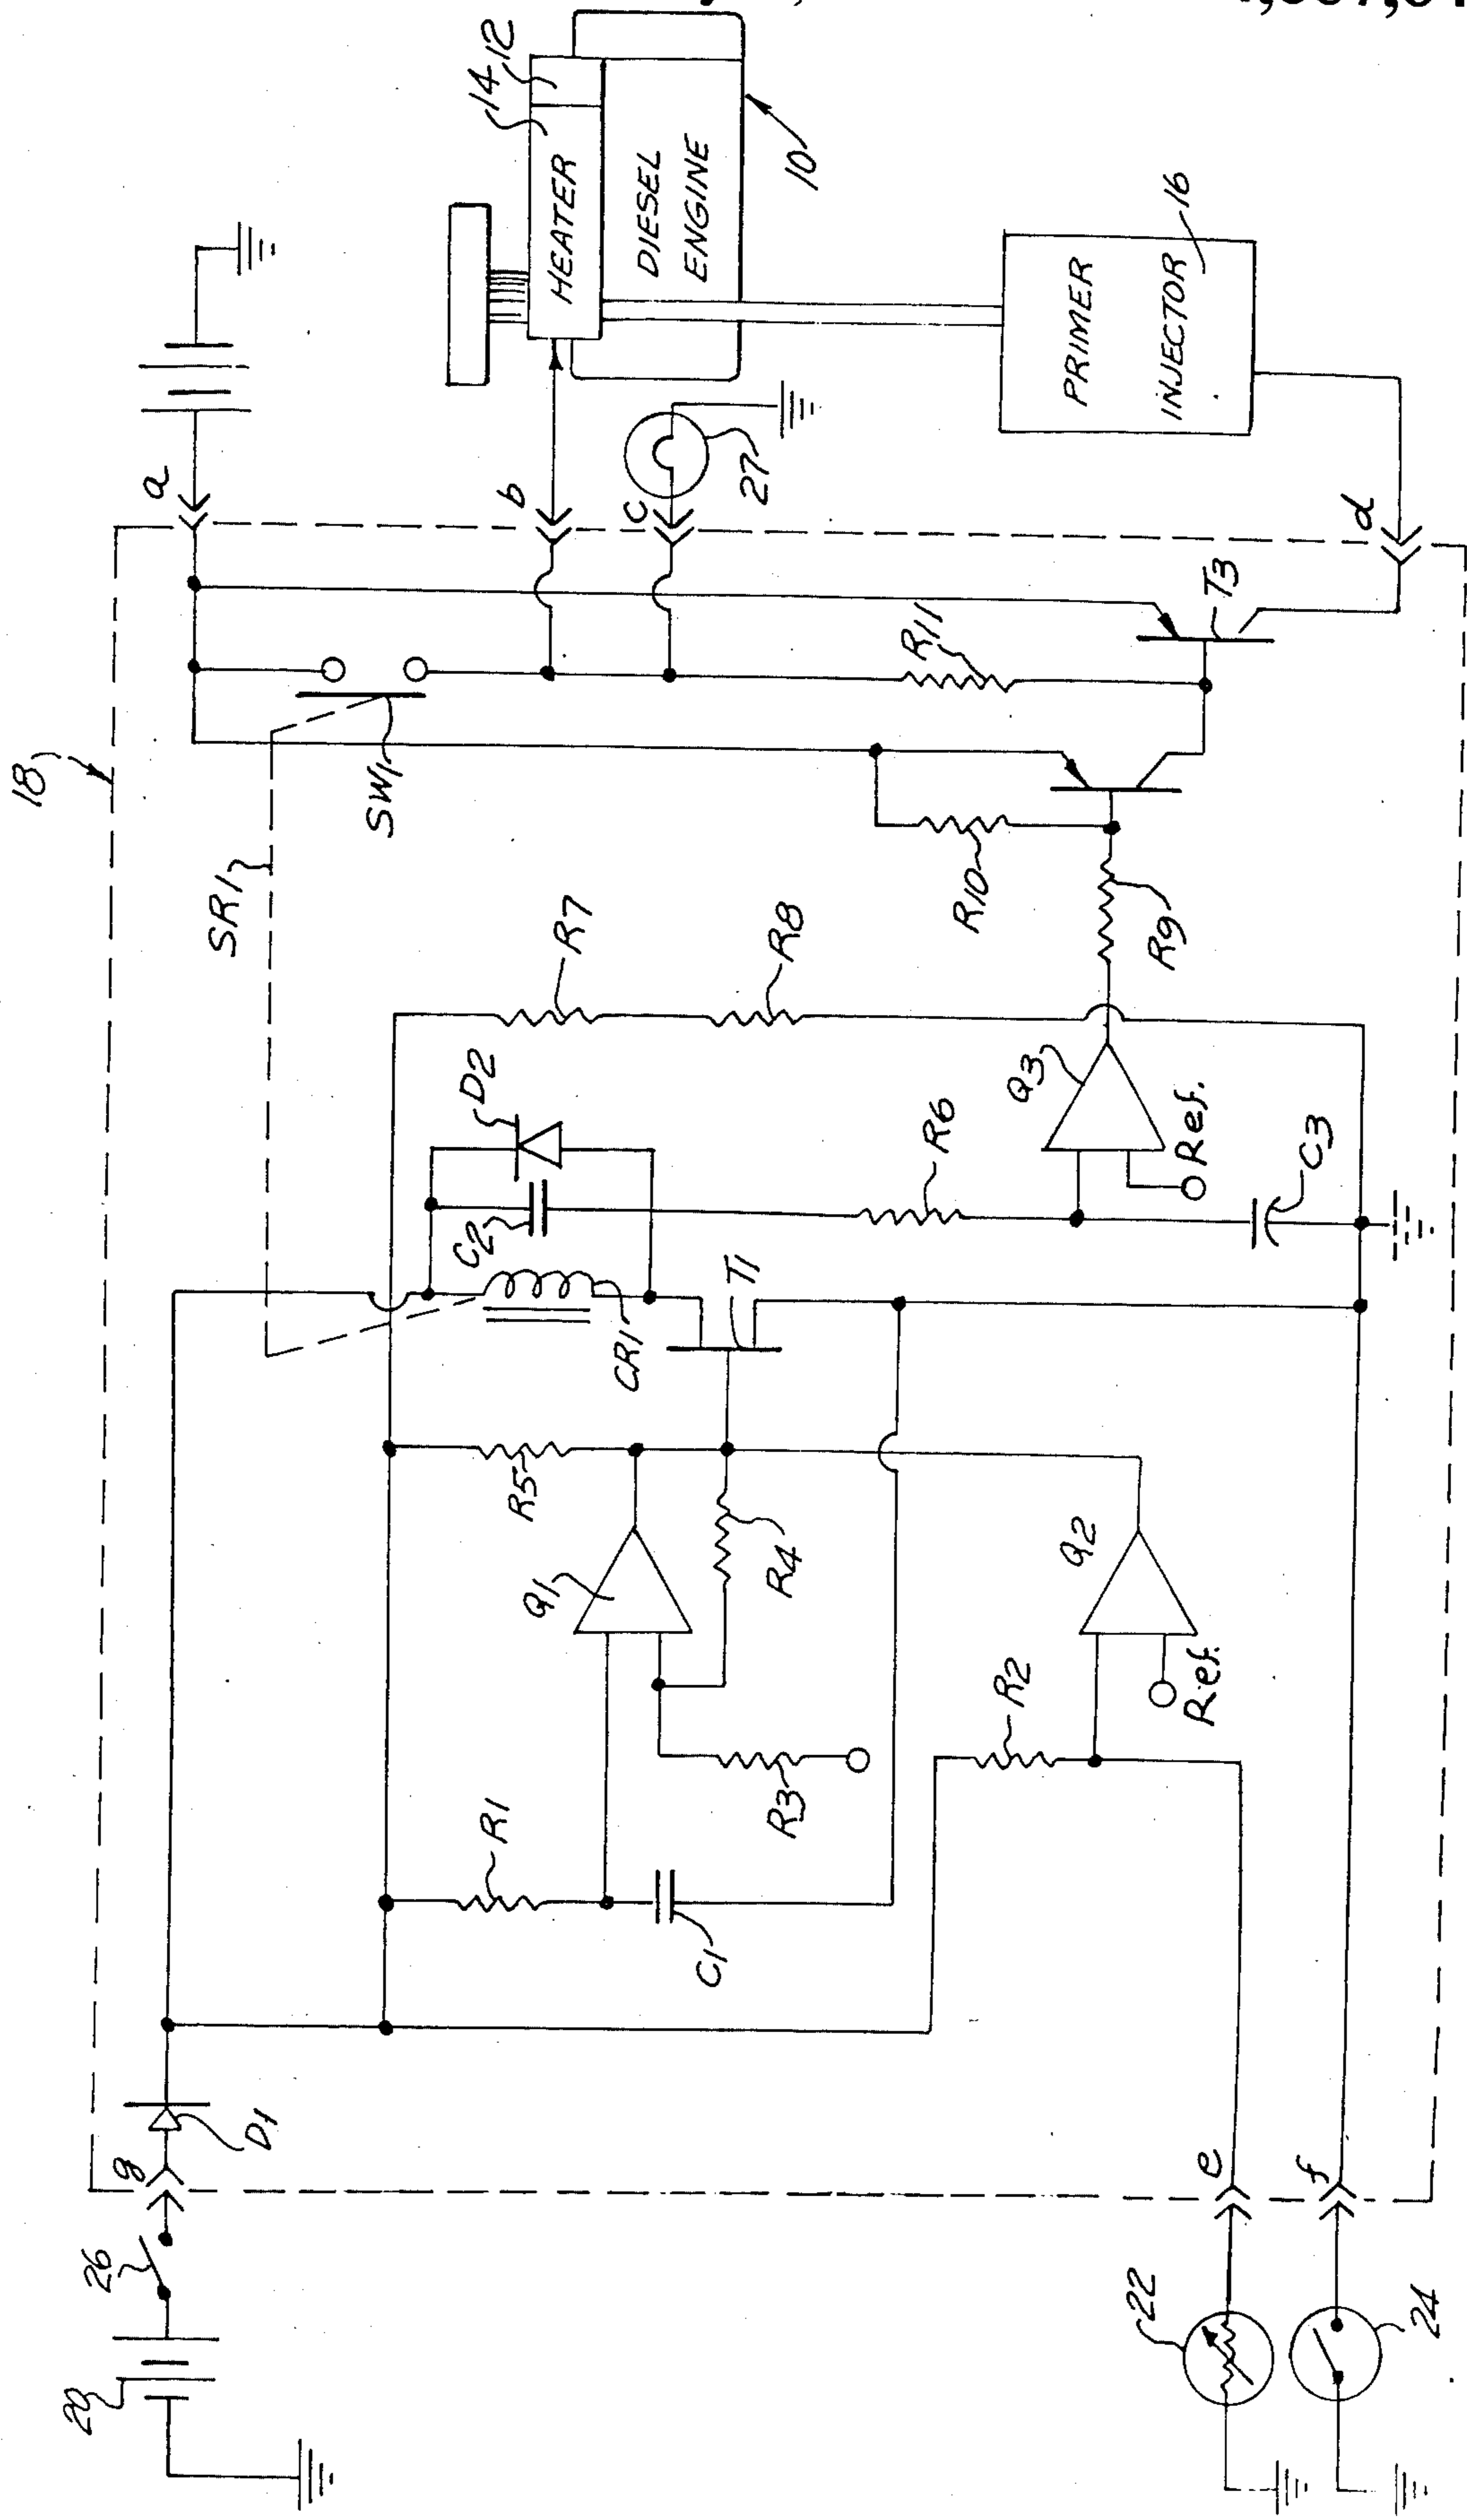 18
SR1
SW1
a
14
12
HEATER
DIESEL
ENGINE
10
b
c
27
PRIMER
INJECTOR
16
d
T3
R11
R10
R9
R7
R8
D2
C2
CR1
T1
R6
Q3
Ref.
C3
R5
Q1
R4
R3
R1
C1
R2
Q2
Ref.
D1
g
26
20
e
f
22
24